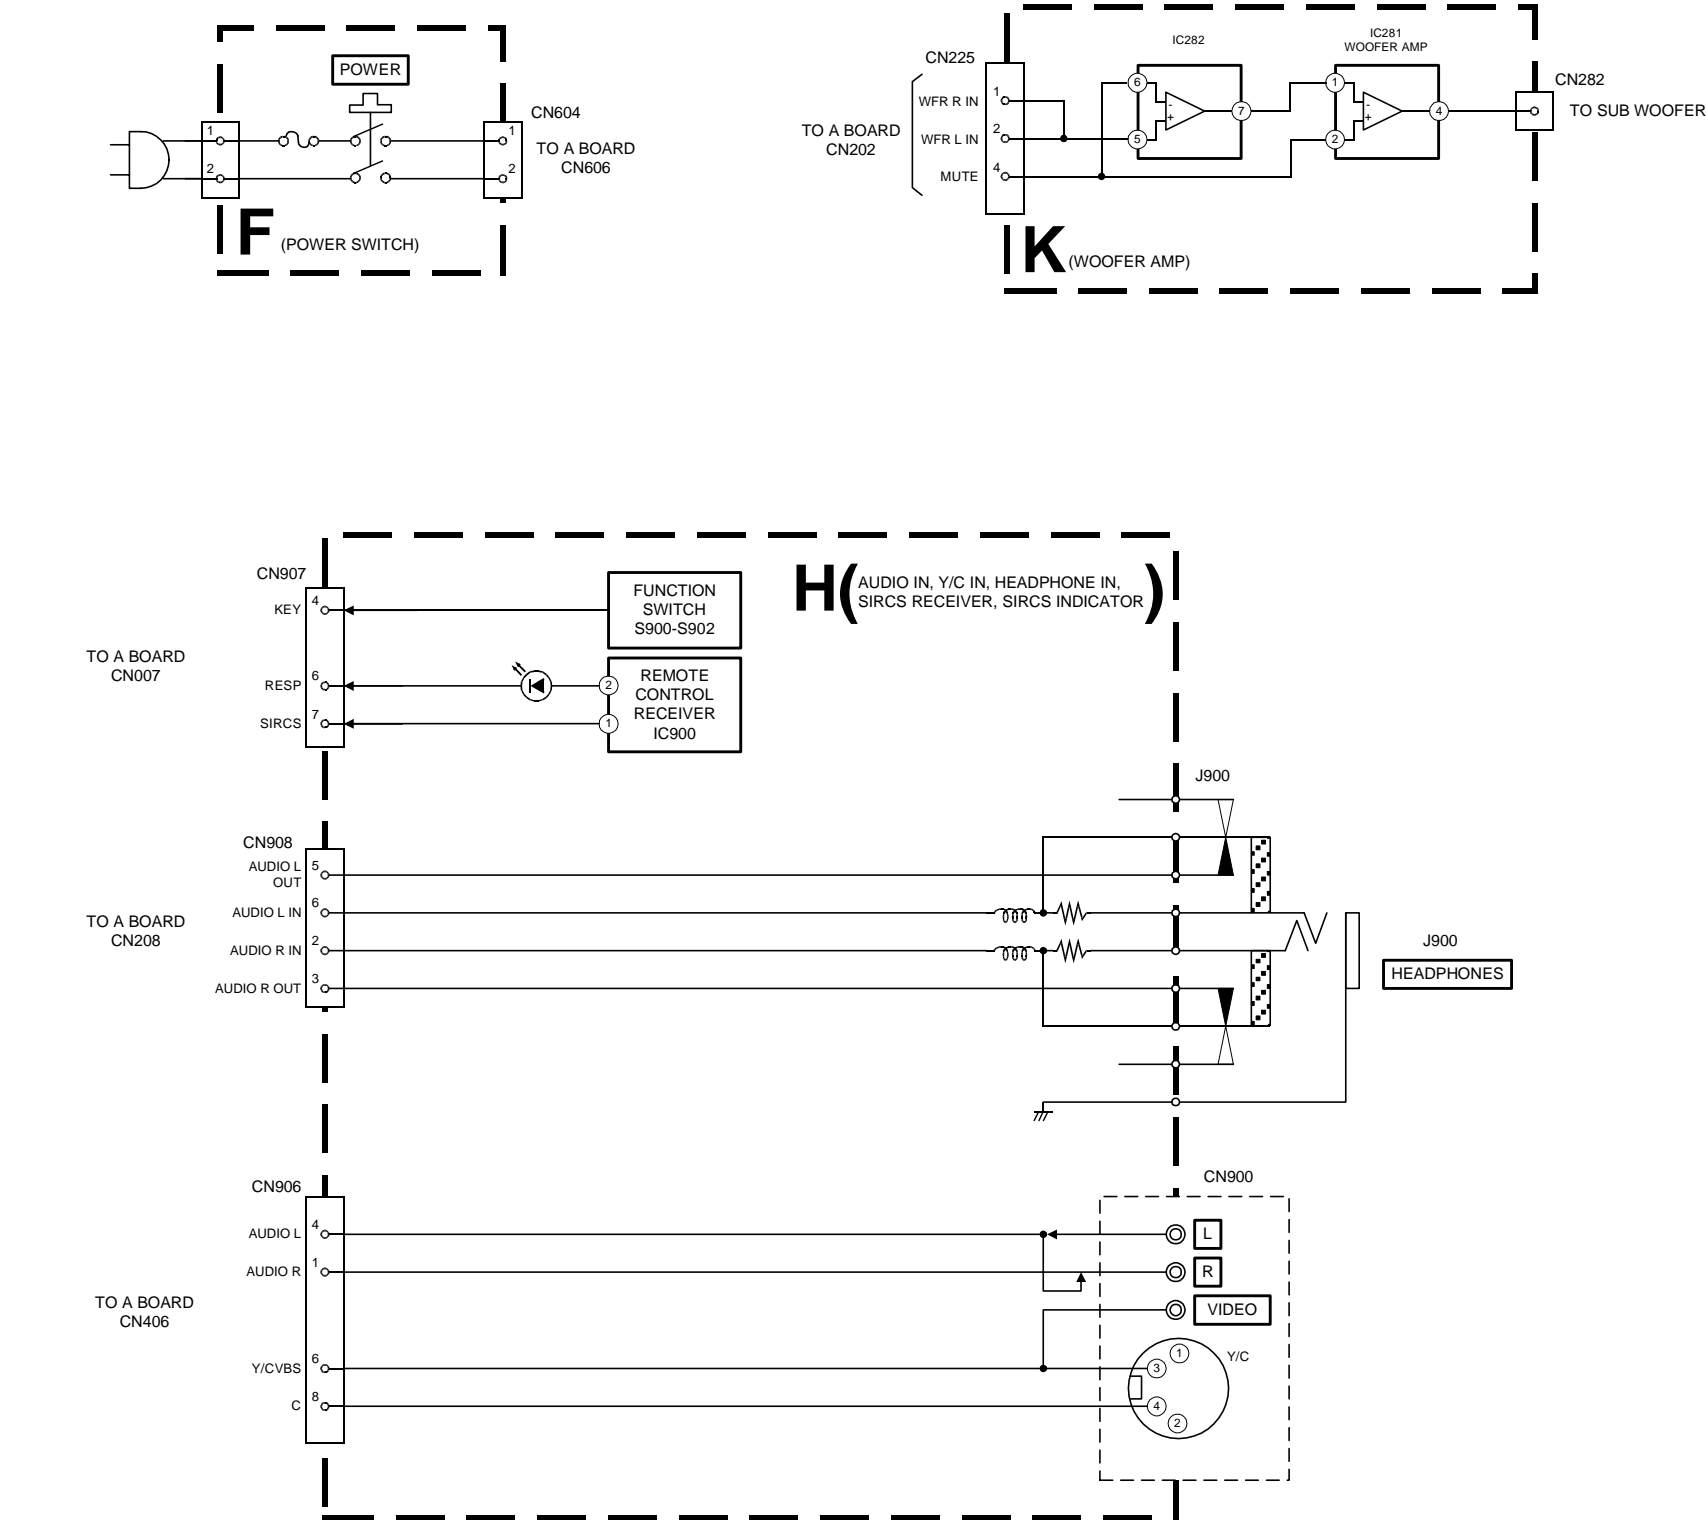 POWER
1
2
CN604
1
2
TO A BOARD
CN606
F (POWER SWITCH)
IC282
IC281
WOOFER AMP
CN225
CN282
WFR R IN
1
WFR L IN
2
MUTE
4
TO A BOARD
CN202
6
5
7
1
2
4
TO SUB WOOFER
K (WOOFER AMP)
CN907
KEY
4
RESP
6
SIRCS
7
TO A BOARD
CN007
FUNCTION
SWITCH
S900-S902
2
1
REMOTE
CONTROL
RECEIVER
IC900
H ( AUDIO IN, Y/C IN, HEADPHONE IN,
SIRCS RECEIVER, SIRCS INDICATOR )
J900
CN908
AUDIO L
OUT
5
AUDIO L IN
6
AUDIO R IN
2
AUDIO R OUT
3
TO A BOARD
CN208
J900
HEADPHONES
CN906
AUDIO L
4
AUDIO R
1
Y/CVBS
6
C
8
TO A BOARD
CN406
CN900
L
R
VIDEO
Y/C
1
3
4
2